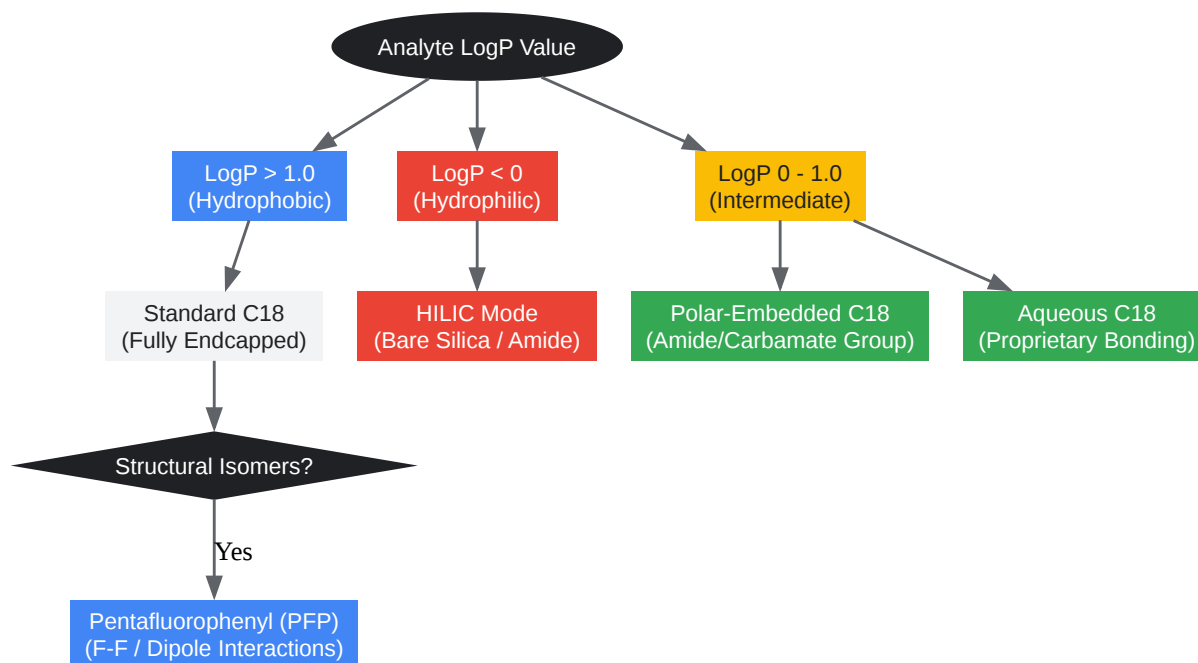 Analyte LogP Value
LogP > 1.0
(Hydrophobic)
LogP < 0
(Hydrophilic)
LogP 0 - 1.0
(Intermediate)
Standard C18
(Fully Endcapped)
HILIC Mode
(Bare Silica / Amide)
Polar-Embedded C18
(Amide/Carbamate Group)
Aqueous C18
(Proprietary Bonding)
Structural Isomers?
Yes
Pentafluorophenyl (PFP)
(F-F / Dipole Interactions)